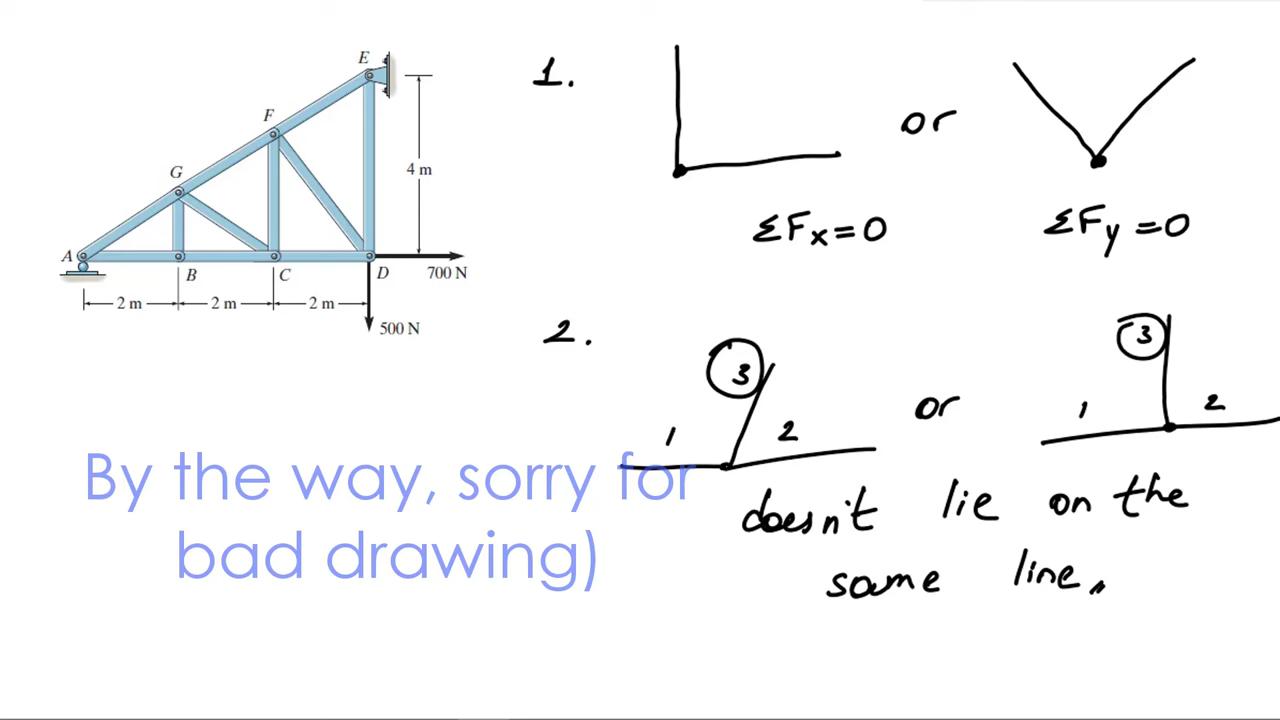 E
F
4 m
G
A
B
C
D
700 N
2 m
2 m
2 m
500 N
1.
or
ΣFx=0
ΣFy=0
2.
3
1
2
or
3
1
2
doesn't lie on the
same line.
By the way, sorry for
bad drawing)